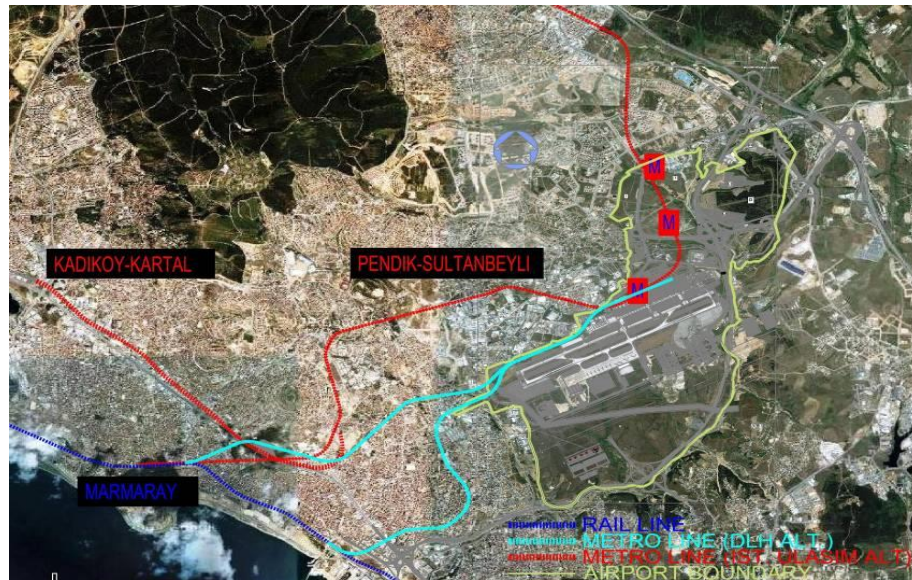 M
M
KADIKOY-KARTAL
PENDIK-SULTANBEYLI
M
MARMARAY
RAIL LINE
METRO LINE (DLH ALT.)
METRO LINE (IST. ULASIM ALT)
AIRPORT BOUNDARY